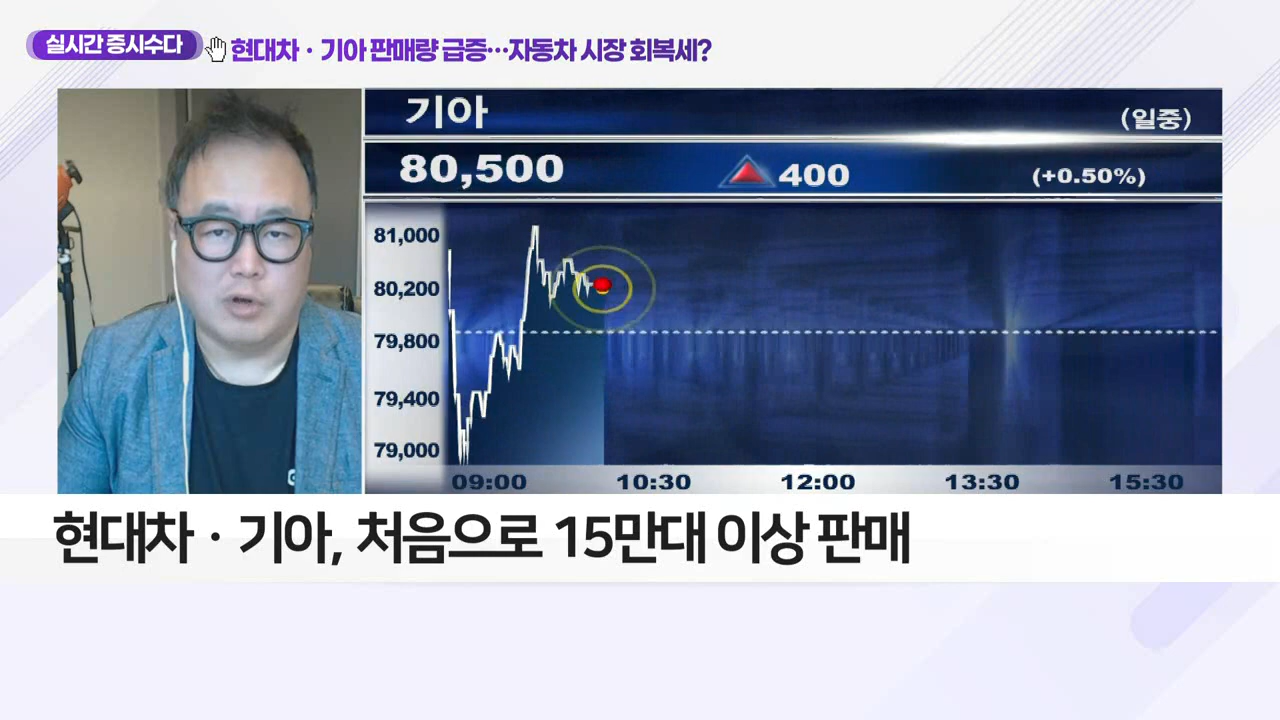 실시간 증시수다
현대차 · 기아 판매량 급증…자동차 시장 회복세?
기아
(일중)
80,500
400
(+0.50%)
81,000
80,200
79,800
79,400
79,000
09:00 10:30 12:00 13:30 15:30
현대차 · 기아, 처음으로 15만대 이상 판매